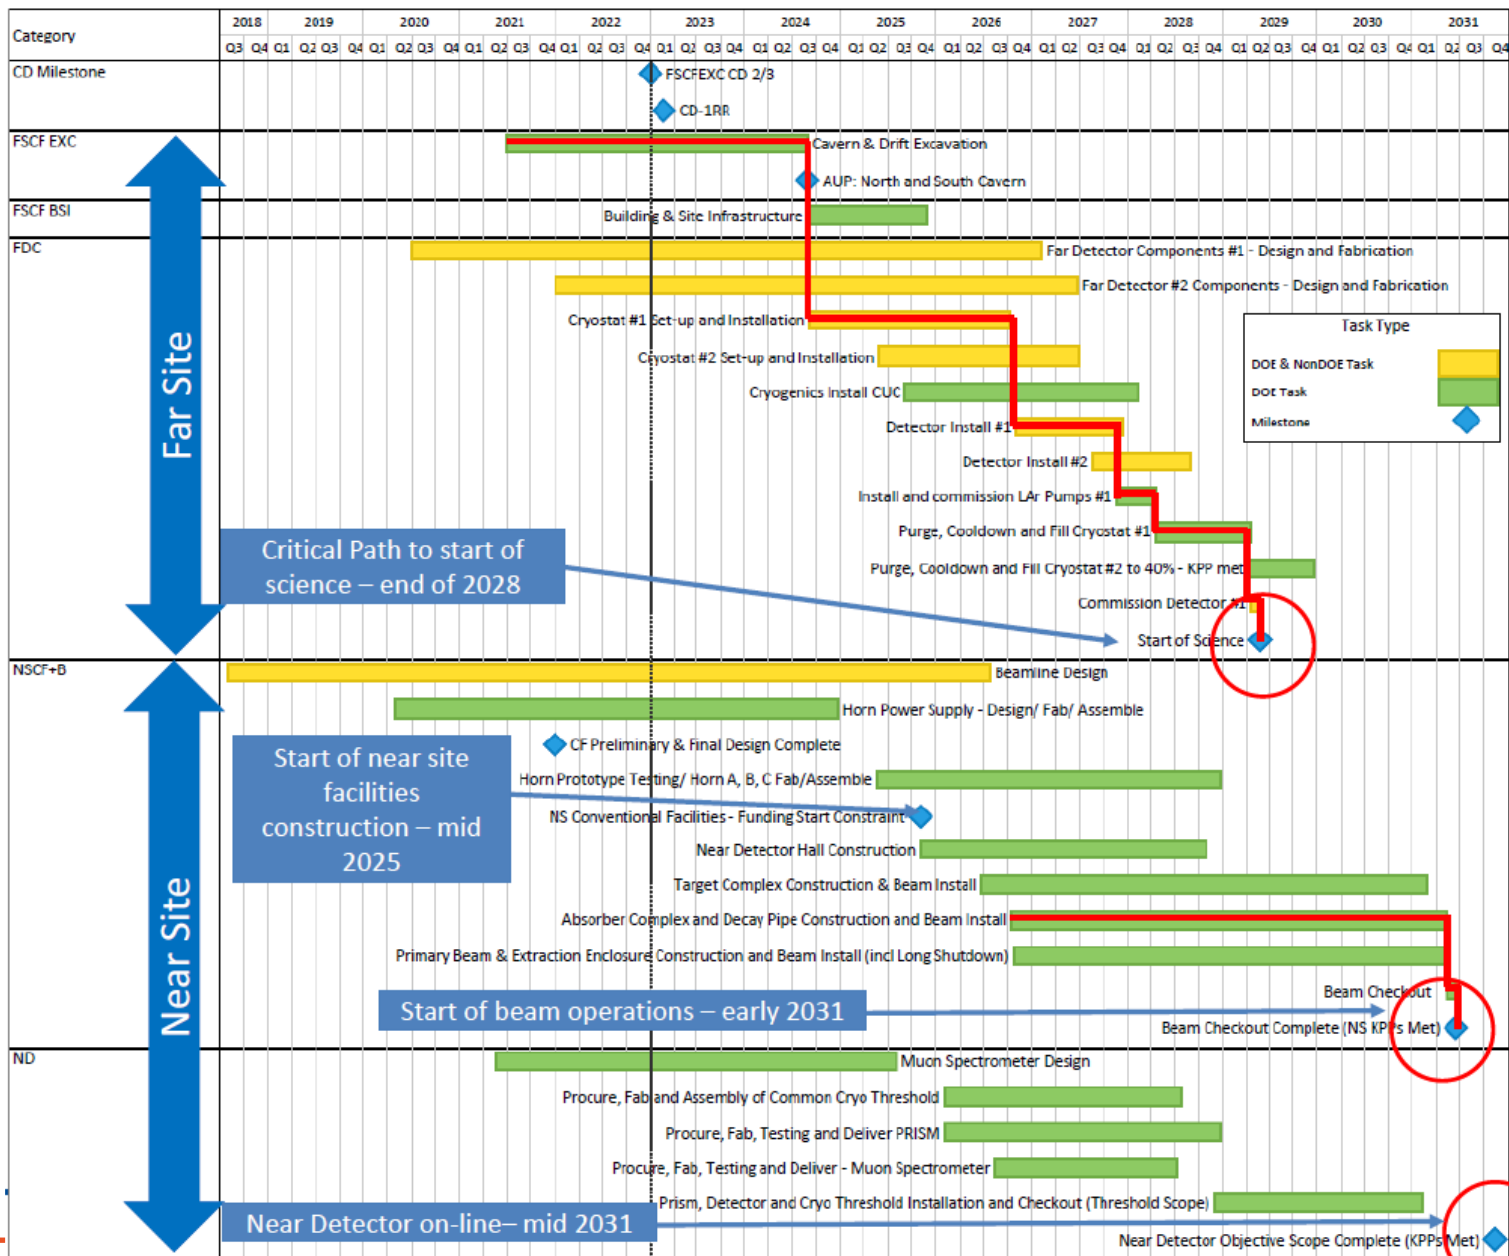 2018 2019 2020 2021 2022 2023 2024 2025 2026 2027 2028 2029 2030 2031
Category
Q3 Q4 Q1 Q2 Q3 Q4 Q1 Q2 Q3 Q4 Q1 Q2 Q3 Q4 Q1 Q2 Q3 Q4 Q1 Q2 Q3 Q4 Q1 Q2 Q3 Q4 Q1 Q2 Q3 Q4 Q1 Q2 Q3 Q4 Q1 Q2 Q3 Q4 Q1 Q2 Q3 Q4 Q1 Q2 Q3 Q4 Q1 Q2 Q3 Q4 Q1 Q2 Q3 Q4
CD Milestone
FSCFEXC CD 2/3
CD-1RR
FSCF EXC
Cavern & Drift Excavation
AUP: North and South Cavern
FSCF BSI
Building & Site Infrastructure
FDC
Far Detector Components #1 - Design and Fabrication
Far Detector #2 Components - Design and Fabrication
Cryostat #1 Set-up and Installation
Cryostat #2 Set-up and Installation
Cryogenics Install CUC
Detector Install #1
Detector Install #2
Install and commission LAr Pumps #1
Purge, Cooldown and Fill Cryostat #1
Purge, Cooldown and Fill Cryostat #2 to 40% - KPP met
Commission Detector #1
Start of Science
Task Type
DOE & NonDOE Task
DOE Task
Milestone
Far Site
Critical Path to start of
science – end of 2028
NSCF+B
Beamline Design
Horn Power Supply - Design/ Fab/ Assemble
CF Preliminary & Final Design Complete
Horn Prototype Testing/ Horn A, B, C Fab/Assemble
NS Conventional Facilities - Funding Start Constraint
Near Detector Hall Construction
Target Complex Construction & Beam Install
Absorber Complex and Decay Pipe Construction and Beam Install
Primary Beam & Extraction Enclosure Construction and Beam Install (incl Long Shutdown)
Beam Checkout
Beam Checkout Complete (NS KPPs Met)
Start of near site
facilities
construction – mid
2025
Start of beam operations – early 2031
Near Site
ND
Muon Spectrometer Design
Procure, Fab and Assembly of Common Cryo Threshold
Procure, Fab, Testing and Deliver PRISM
Procure, Fab, Testing and Deliver - Muon Spectrometer
Prism, Detector and Cryo Threshold Installation and Checkout (Threshold Scope)
Near Detector on-line– mid 2031
Near Detector Objective Scope Complete (KPPs Met)